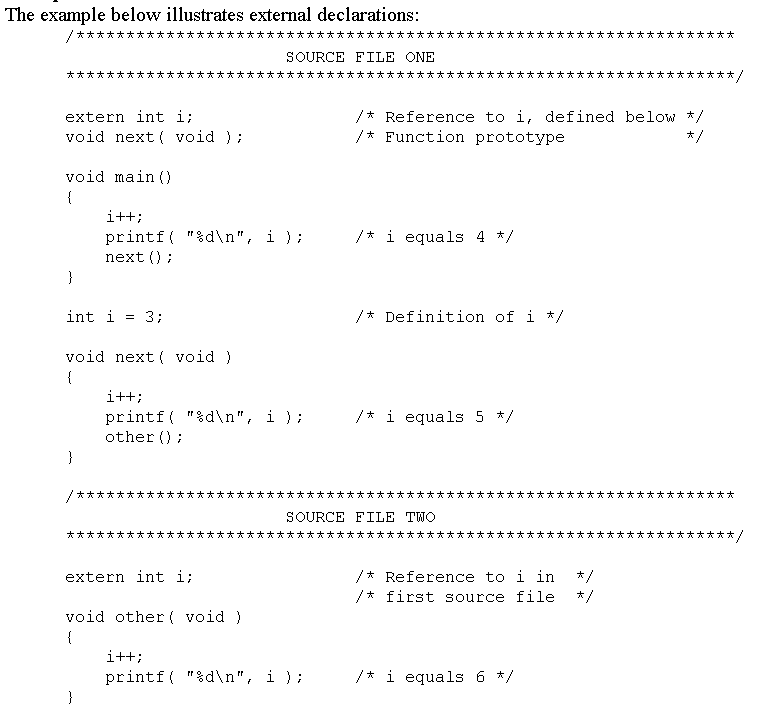 The example below illustrates external declarations:
/******************************************************************
SOURCE FILE ONE
*******************************************************************/
extern int i;                /* Reference to i, defined below */
void next( void );           /* Function prototype            */
void main()
{
    i++;
    printf( "%d\n", i );     /* i equals 4 */
    next();
}
int i = 3;                   /* Definition of i */
void next( void )
{
    i++;
    printf( "%d\n", i );     /* i equals 5 */
    other();
}
/******************************************************************
SOURCE FILE TWO
*******************************************************************/
extern int i;                /* Reference to i in  */
                             /* first source file  */
void other( void )
{
    i++;
    printf( "%d\n", i );     /* i equals 6 */
}